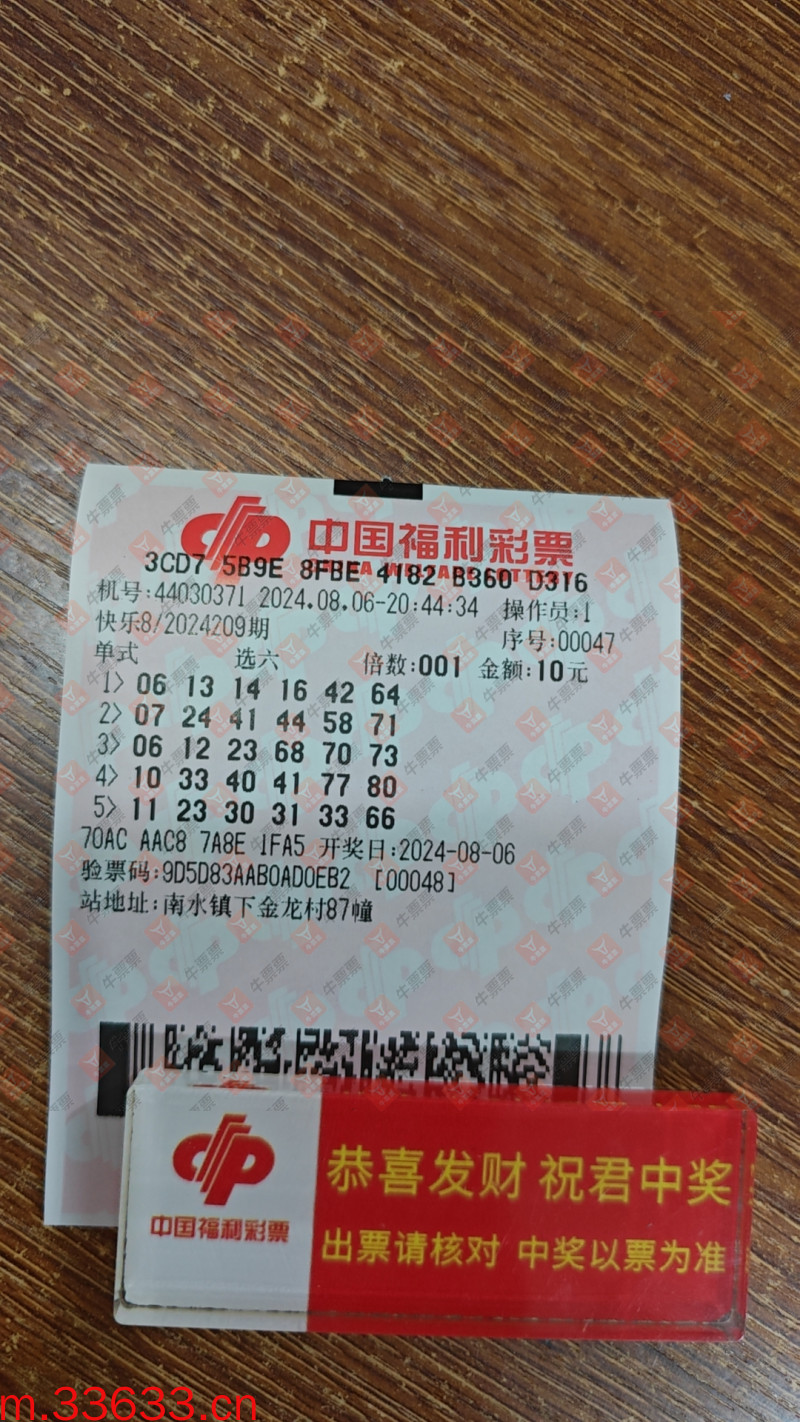 中国福利彩票
CHINA WELFARE LOTTERY
3CD7 5B9E 8FBE 4182 B360 D316
机号:44030371 2024.08.06-20:44:34 操作员:1
快乐8/2024209期 序号:00047
单式 选六 倍数:001 金额:10元
1> 06 13 14 16 42 64
2> 07 24 41 44 58 71
3> 06 12 23 68 70 73
4> 10 33 40 41 77 80
5> 11 23 30 31 33 66
70AC AAC8 7A8E 1FA5 开奖日:2024-08-06
验票码:9D5D83AAB0AD0EB2 [00048]
站地址:南水镇下金龙村87幢
中国福利彩票
恭喜发财 祝君中奖
出票请核对 中奖以票为准
牛票票
m.33633.cn